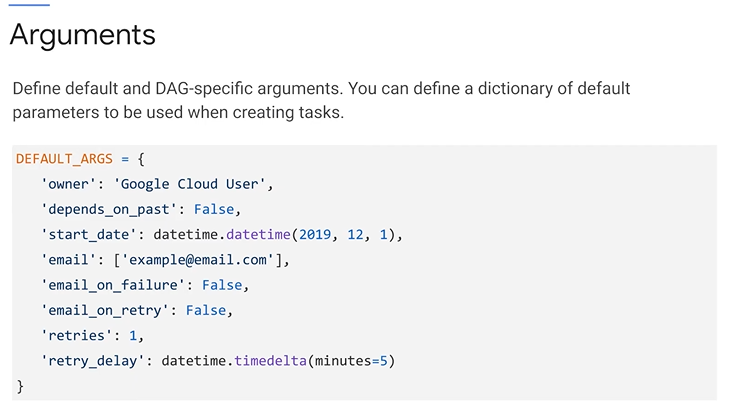 Arguments
Define default and DAG-specific arguments. You can define a dictionary of default
parameters to be used when creating tasks.
DEFAULT_ARGS = {
'owner': 'Google Cloud User',
'depends_on_past': False,
'start_date': datetime.datetime(2019, 12, 1),
'email': ['example@email.com'],
'email_on_failure': False,
'email_on_retry': False,
'retries': 1,
'retry_delay': datetime.timedelta(minutes=5)
}